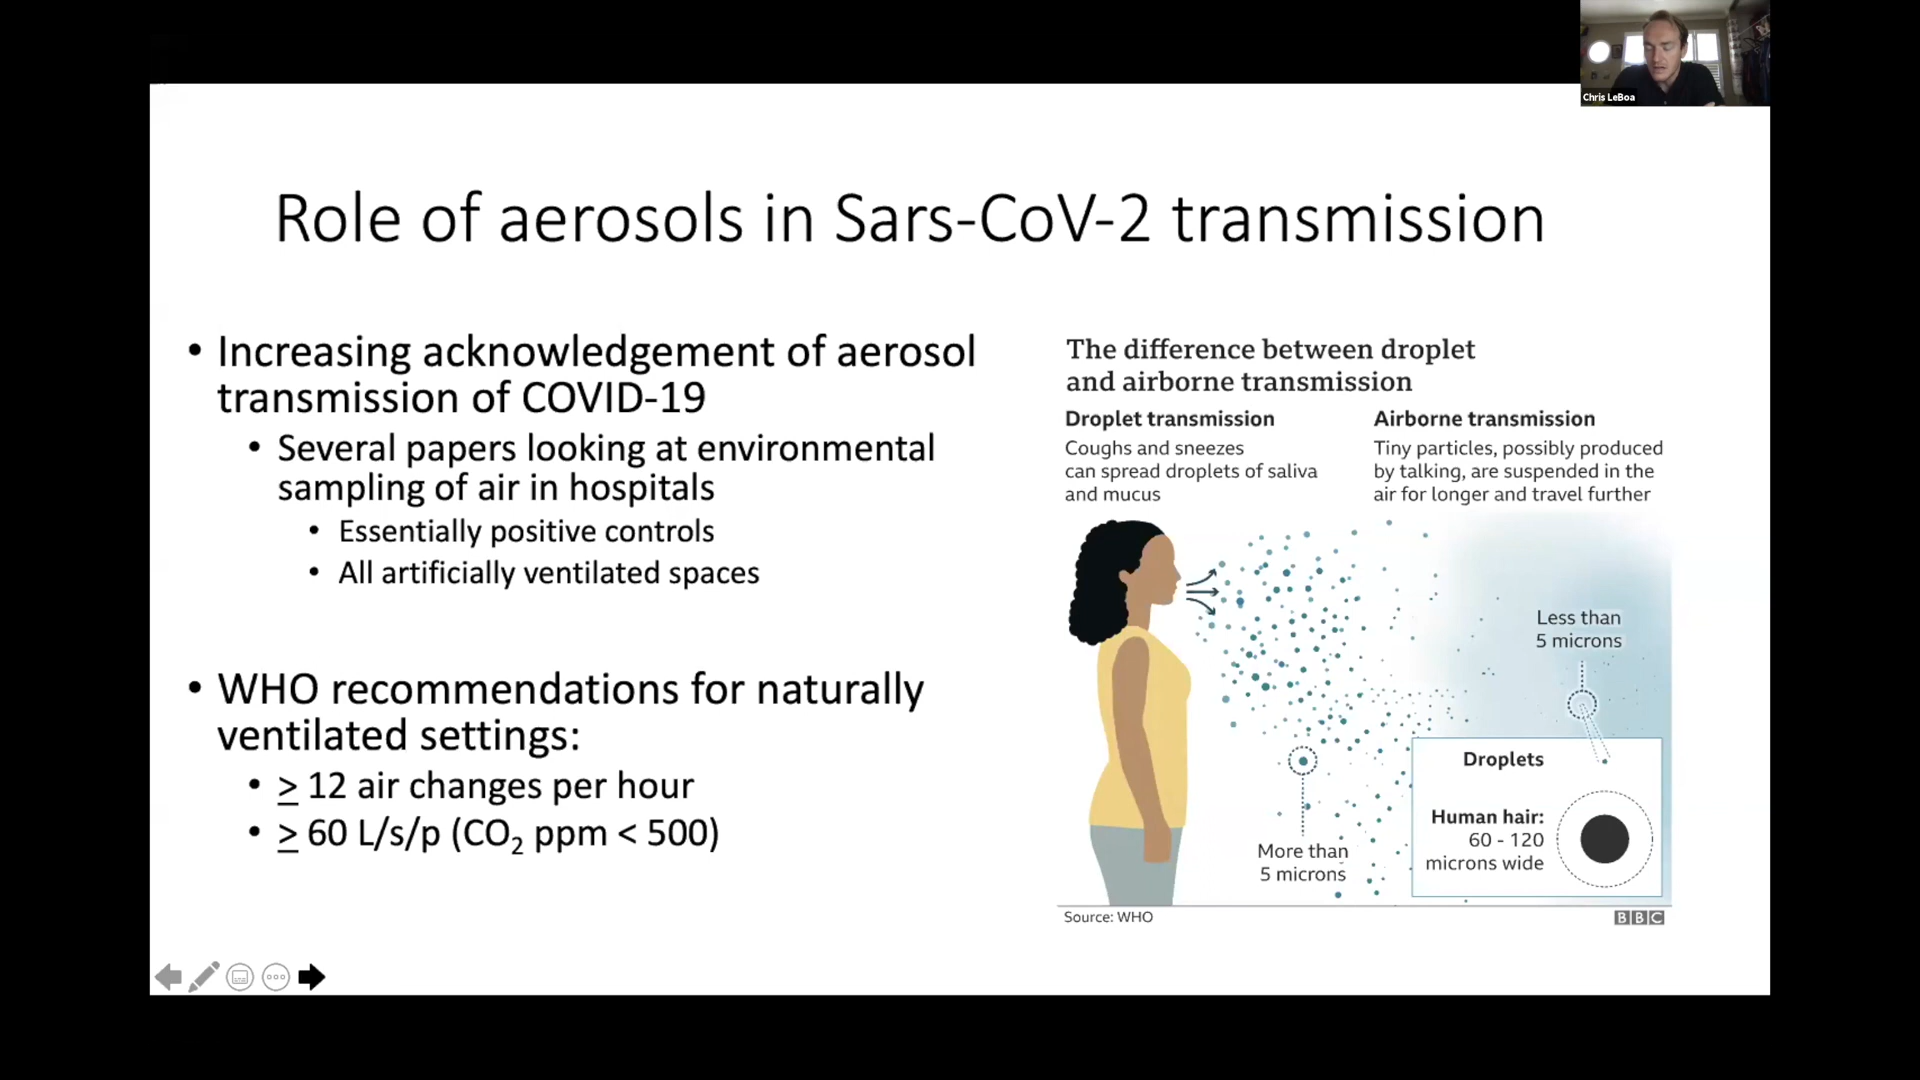 Chris LeBoa
Role of aerosols in Sars-CoV-2 transmission
• Increasing acknowledgement of aerosol
transmission of COVID-19
• Several papers looking at environmental
sampling of air in hospitals
• Essentially positive controls
• All artificially ventilated spaces
• WHO recommendations for naturally
ventilated settings:
• ≥ 12 air changes per hour
• ≥ 60 L/s/p (CO₂ ppm < 500)
The difference between droplet
and airborne transmission
Droplet transmission
Coughs and sneezes
can spread droplets of saliva
and mucus
Airborne transmission
Tiny particles, possibly produced
by talking, are suspended in the
air for longer and travel further
Less than
5 microns
More than
5 microns
Droplets
Human hair:
60 - 120
microns wide
Source: WHO
BBC